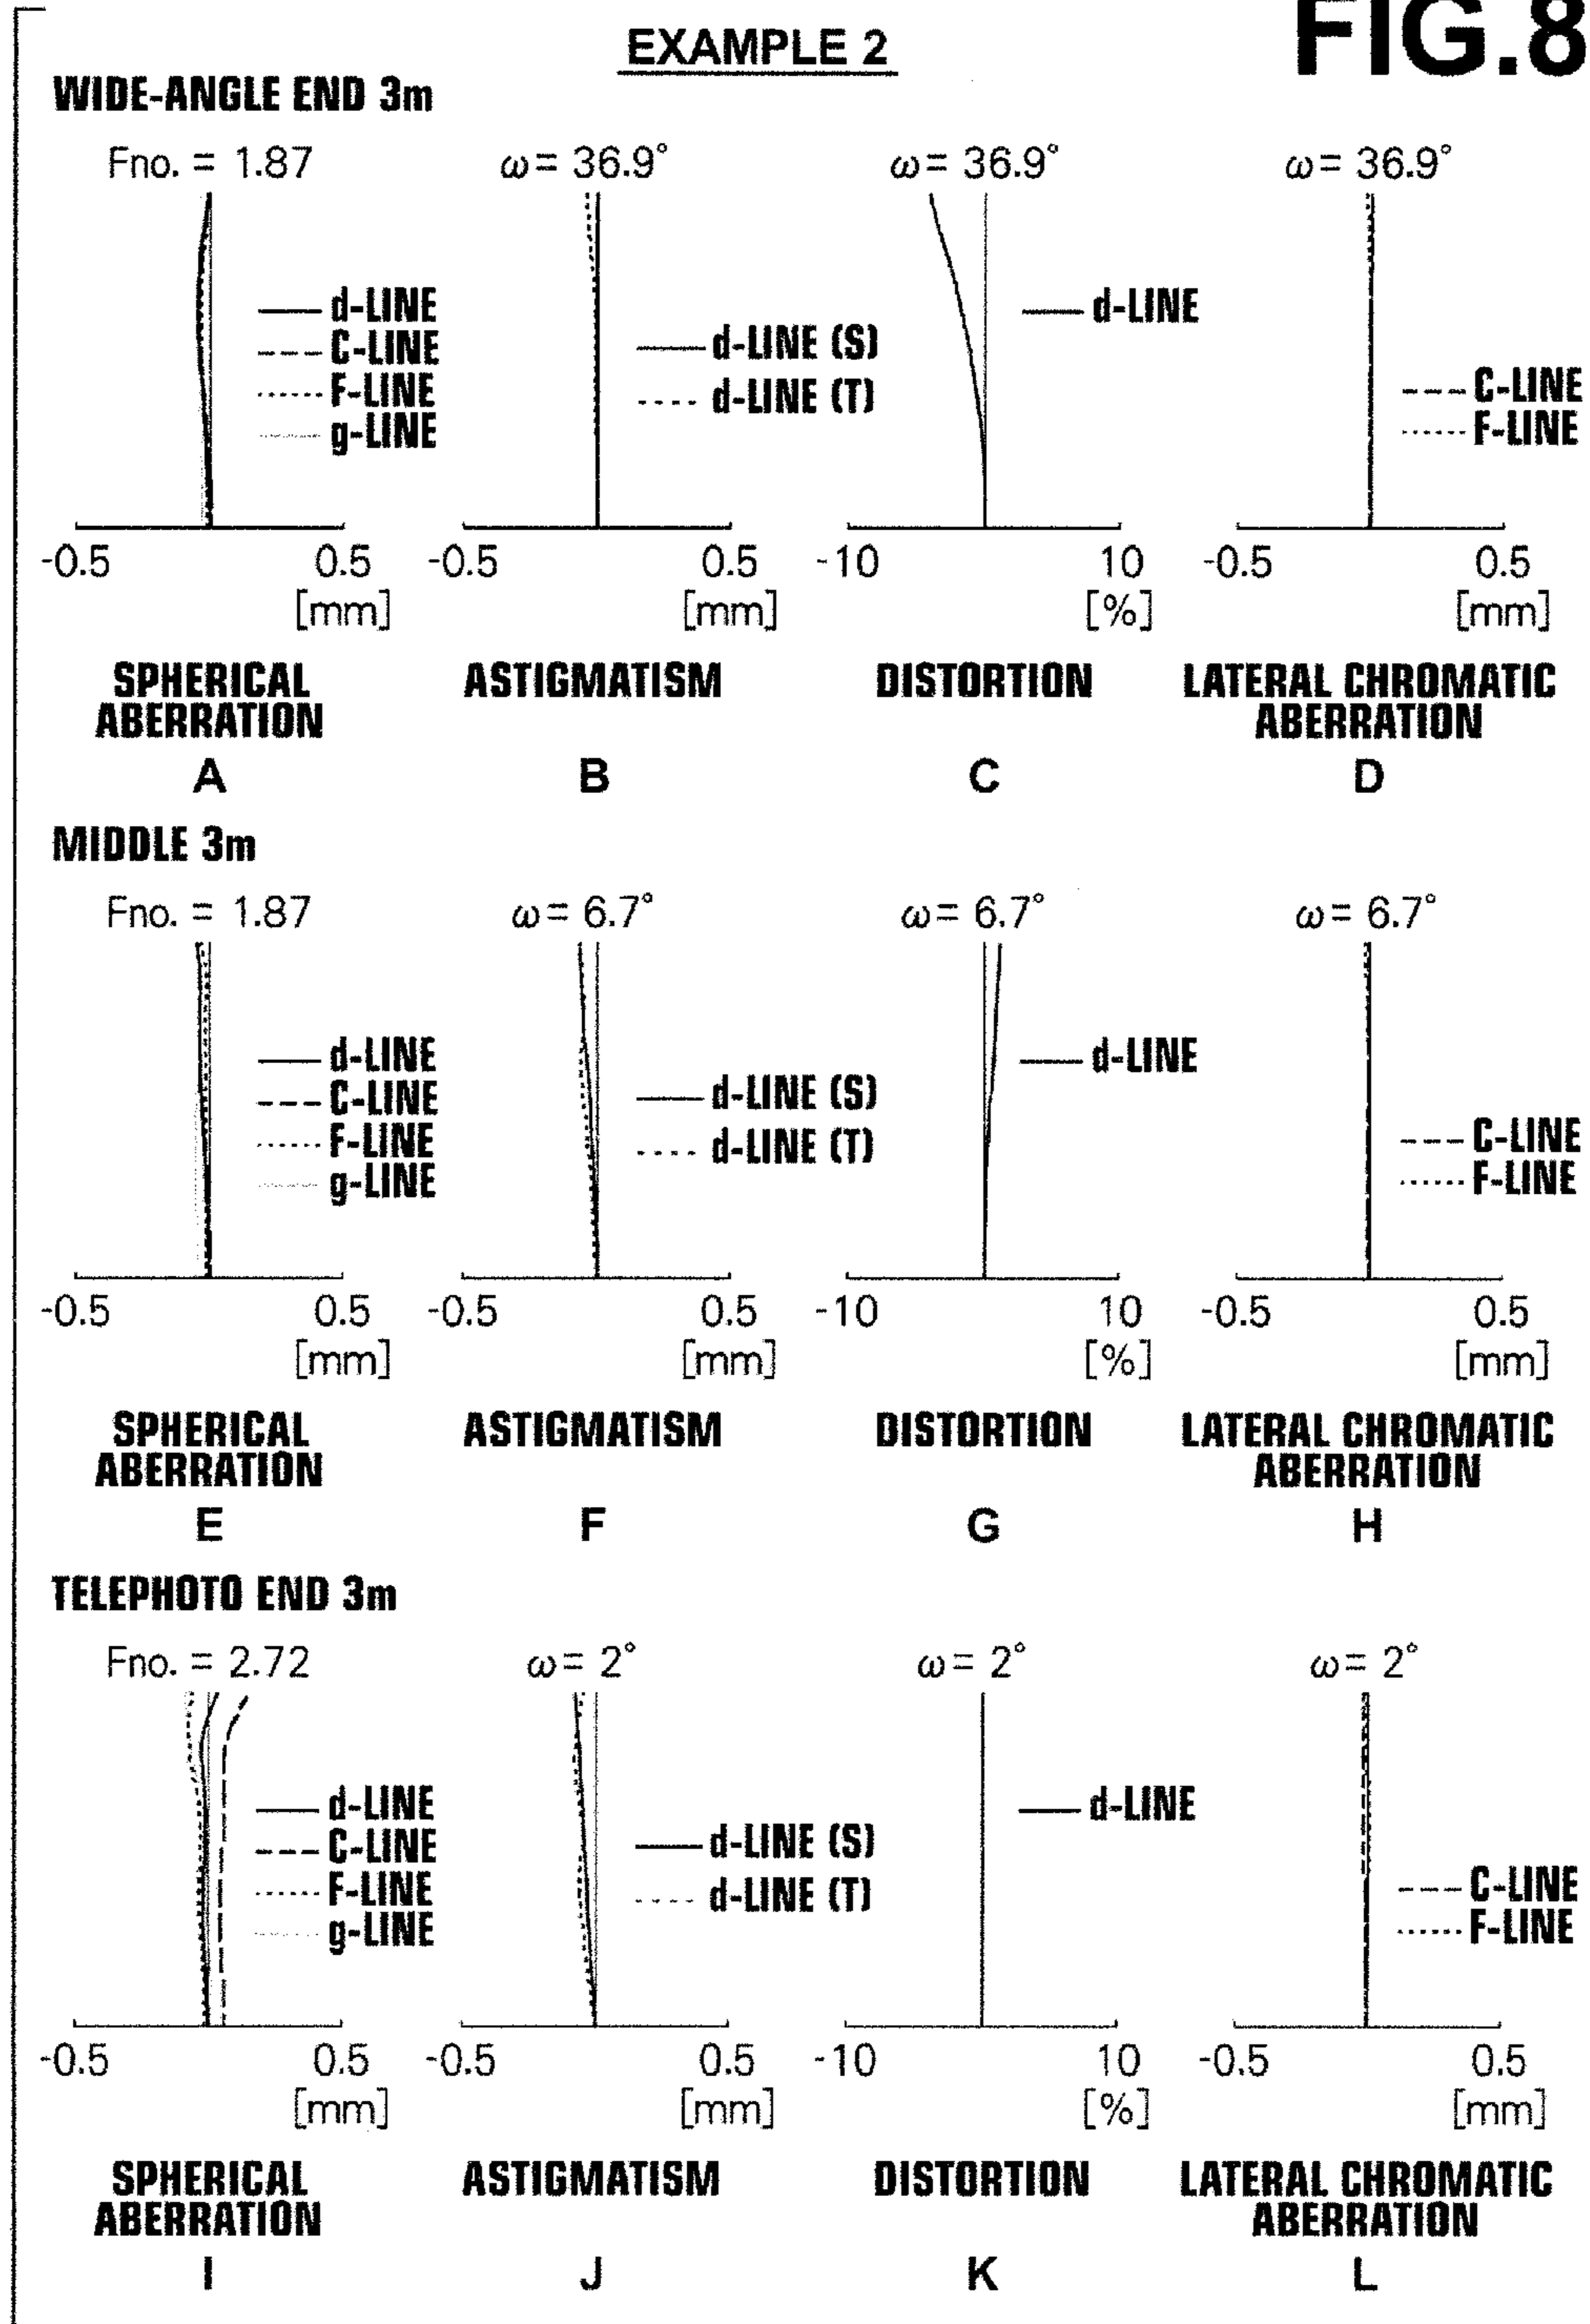 FIG.8
EXAMPLE 2
WIDE-ANGLE END 3m
Fno. = 1.87
ω= 36.9°
ω= 36.9°
ω= 36.9°
d-LINE
C-LINE
F-LINE
g-LINE
d-LINE (S)
d-LINE (T)
d-LINE
C-LINE
F-LINE
-0.5 0.5
[mm]
-0.5 0.5
[mm]
-10 10
[%]
-0.5 0.5
[mm]
SPHERICAL
ABERRATION
ASTIGMATISM
DISTORTION
LATERAL CHROMATIC
ABERRATION
A
B
C
D
MIDDLE 3m
Fno. = 1.87
ω= 6.7°
ω= 6.7°
ω= 6.7°
d-LINE
C-LINE
F-LINE
g-LINE
d-LINE (S)
d-LINE (T)
d-LINE
C-LINE
F-LINE
-0.5 0.5
[mm]
-0.5 0.5
[mm]
-10 10
[%]
-0.5 0.5
[mm]
SPHERICAL
ABERRATION
ASTIGMATISM
DISTORTION
LATERAL CHROMATIC
ABERRATION
E
F
G
H
TELEPHOTO END 3m
Fno. = 2.72
ω= 2°
ω= 2°
ω= 2°
d-LINE
C-LINE
F-LINE
g-LINE
d-LINE (S)
d-LINE (T)
d-LINE
C-LINE
F-LINE
-0.5 0.5
[mm]
-0.5 0.5
[mm]
-10 10
[%]
-0.5 0.5
[mm]
SPHERICAL
ABERRATION
ASTIGMATISM
DISTORTION
LATERAL CHROMATIC
ABERRATION
I
J
K
L